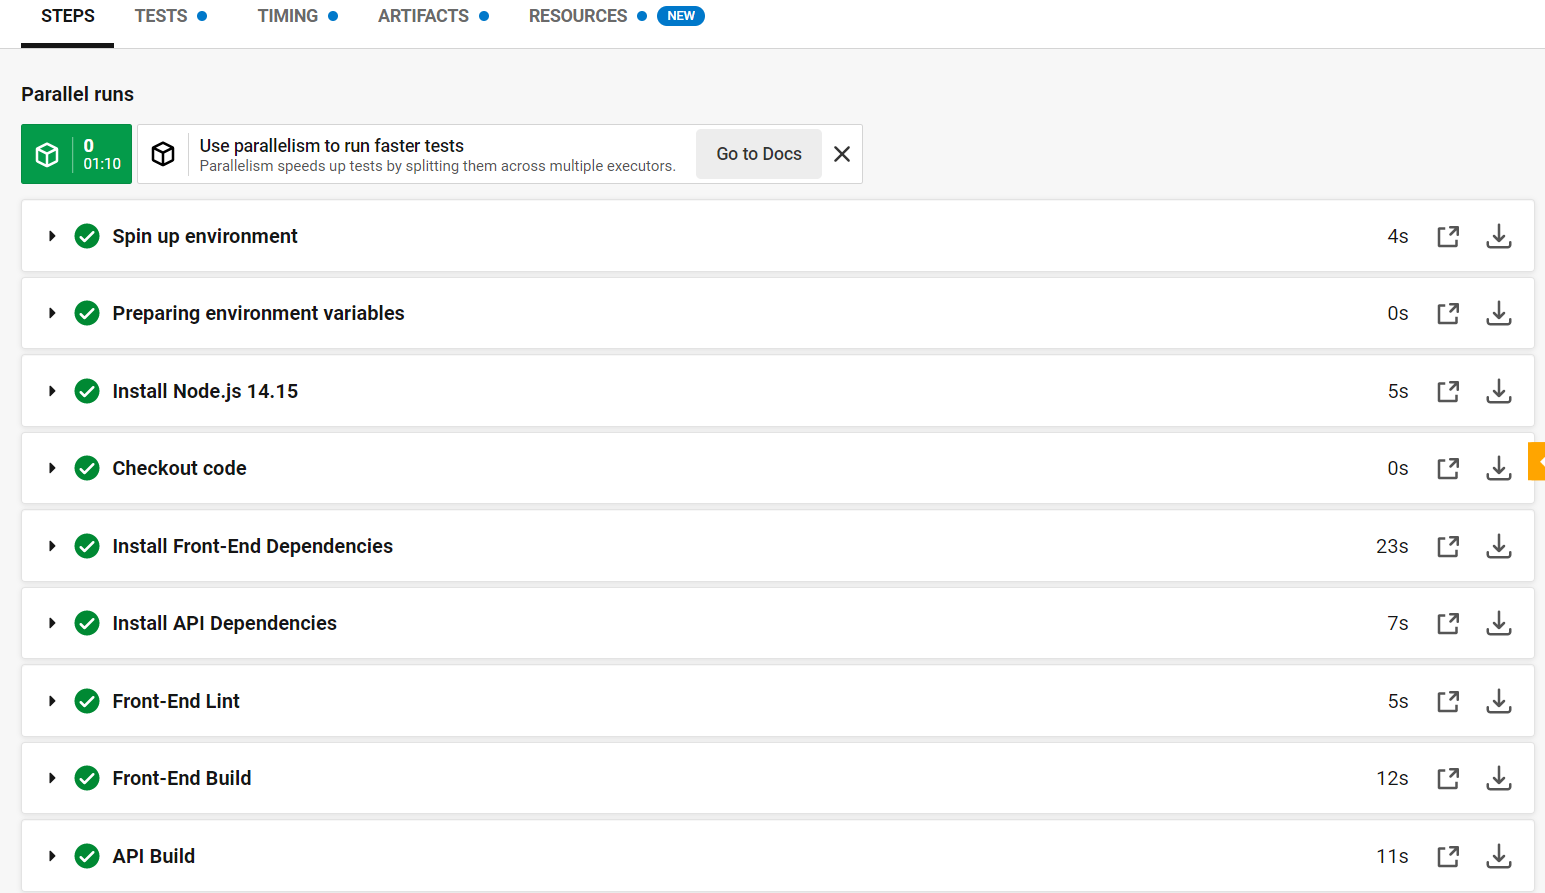 STEPS TESTS TIMING ARTIFACTS RESOURCES NEW
Parallel runs
0
01:10
Use parallelism to run faster tests
Parallelism speeds up tests by splitting them across multiple executors.
Go to Docs
Spin up environment 4s
Preparing environment variables 0s
Install Node.js 14.15 5s
Checkout code 0s
Install Front-End Dependencies 23s
Install API Dependencies 7s
Front-End Lint 5s
Front-End Build 12s
API Build 11s